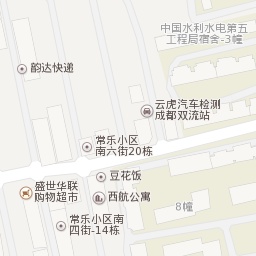 中国水利水电第五
工程局宿舍-3幢
韵达快递
云虎汽车检测
成都双流站
常乐小区
南六街20栋
豆花饭
盛世华联
购物超市
西航公寓
8幢
常乐小区南
四街-14栋